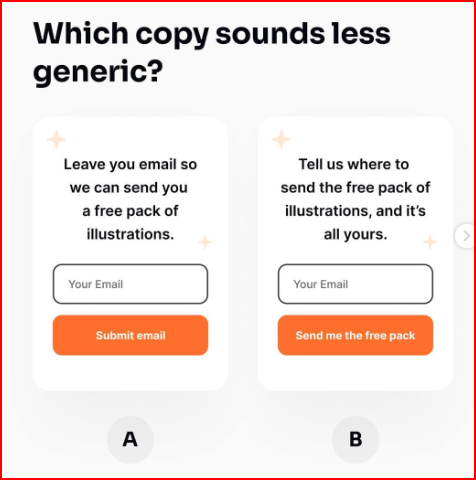 Which copy sounds less
generic?
Leave you email so
we can send you
a free pack of
illustrations.
Your Email
Submit email
A
Tell us where to
send the free pack of
illustrations, and it's
all yours.
Your Email
Send me the free pack
B